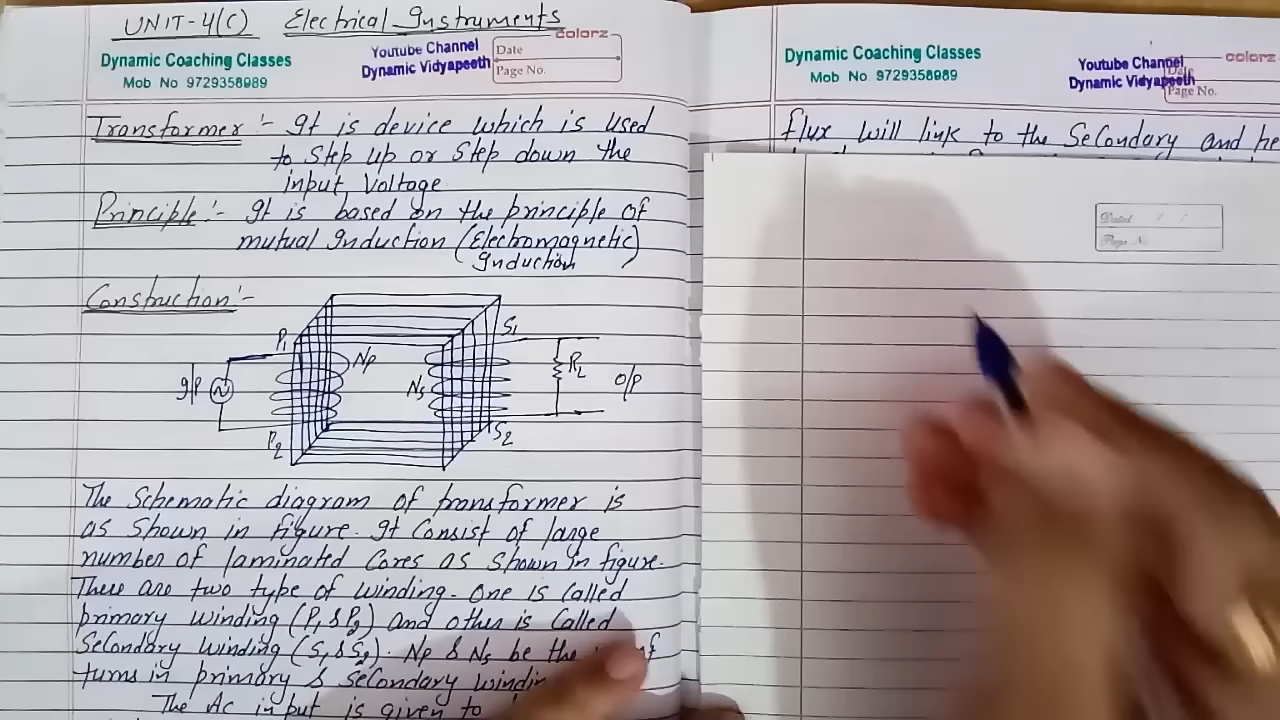 UNIT-4(C) Electrical Instruments
colorz
Dynamic Coaching Classes
Mob No 9729358989
Youtube Channel
Dynamic Vidyapeeth
Date
Page No.
Transformer :- It is device which is used
to Step up or Step down the
input Voltage
Principle :- It is based on the principle of
mutual Induction (Electromagnetic)
Induction
Construction :-
P1
S1
Np
RL
I/P
Ns
O/P
P2
S2
The Schematic diagram of transformer is
as Shown in figure. It Consist of large
number of laminated Cores as Shown In figure.
There are two type of winding. One is Called
primary winding (P1 & P2) and other is Called
Secondary winding (S1 & S2). Np & Ns be the of
turns in primary & Secondary
The AC input is given to
colorz
Dynamic Coaching Classes
Mob No 9729358989
Youtube Channel
Dynamic Vidyapeeth
Date
Page No.
flux will link to the Secondary and he
Dated
Page No.